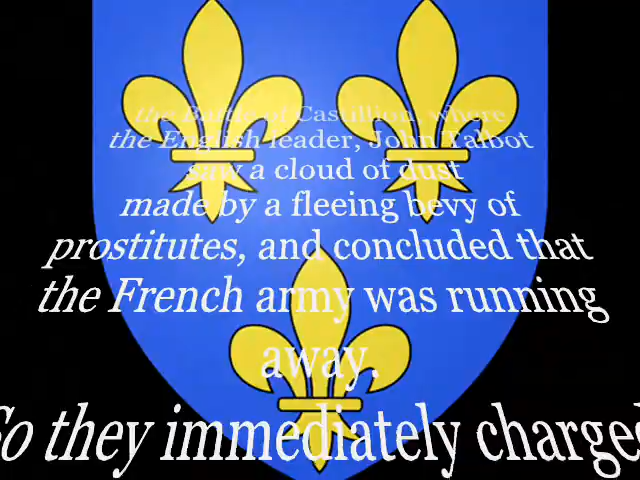 the Battle of Castillion, where
the English leader, John Talbot
saw a cloud of dust
made by a fleeing bevy of
prostitutes, and concluded that
the French army was running
away.
So they immediately charged